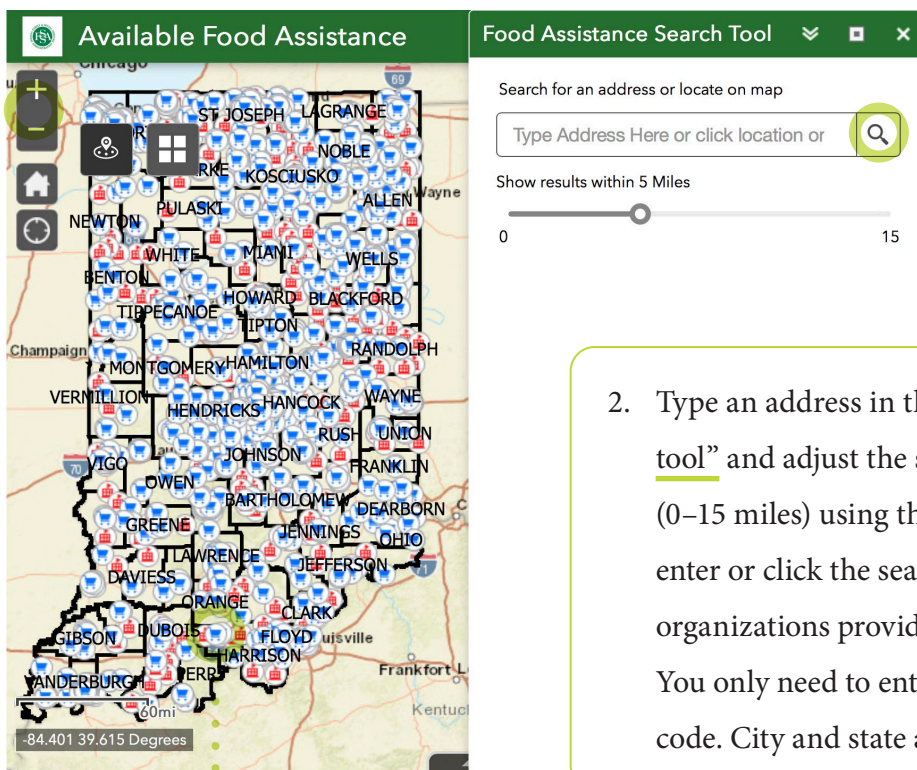 Available Food Assistance
Food Assistance Search Tool
Chicago
69
ST JOSEPH LAGRANGE
NOBLE
KOSCIUSKO
Wayne
ALLEN
PULASKI
NEWTON
WHITE MIAMI WELLS
BENTON
HOWARD BLACKFORD
TIPPECANOE
TIPTON
Champaign
RANDOLPH
MONTGOMERY HAMILTON
VERMILLION
HENDRICKS HANCOCK WAYNE
RUSH UNION
70
VIGO
JOHNSON
FRANKLIN
OWEN
BARTHOLOMEW
DEARBORN
GREENE
JENNINGS OHIO
LAWRENCE
JEFFERSON
DAVIESS
ORANGE
CLARK
GIBSON DUBOIS FLOYD uisville
HARRISON
PERRY
Frankfort
VANDERBURGH
60mi
-84.401 39.615 Degrees
Search for an address or locate on map
Type Address Here or click location or
Show results within 5 Miles
0 15
2. Type an address in th
tool” and adjust the s
(0–15 miles) using th
enter or click the sea
organizations provid
You only need to ent
code. City and state a